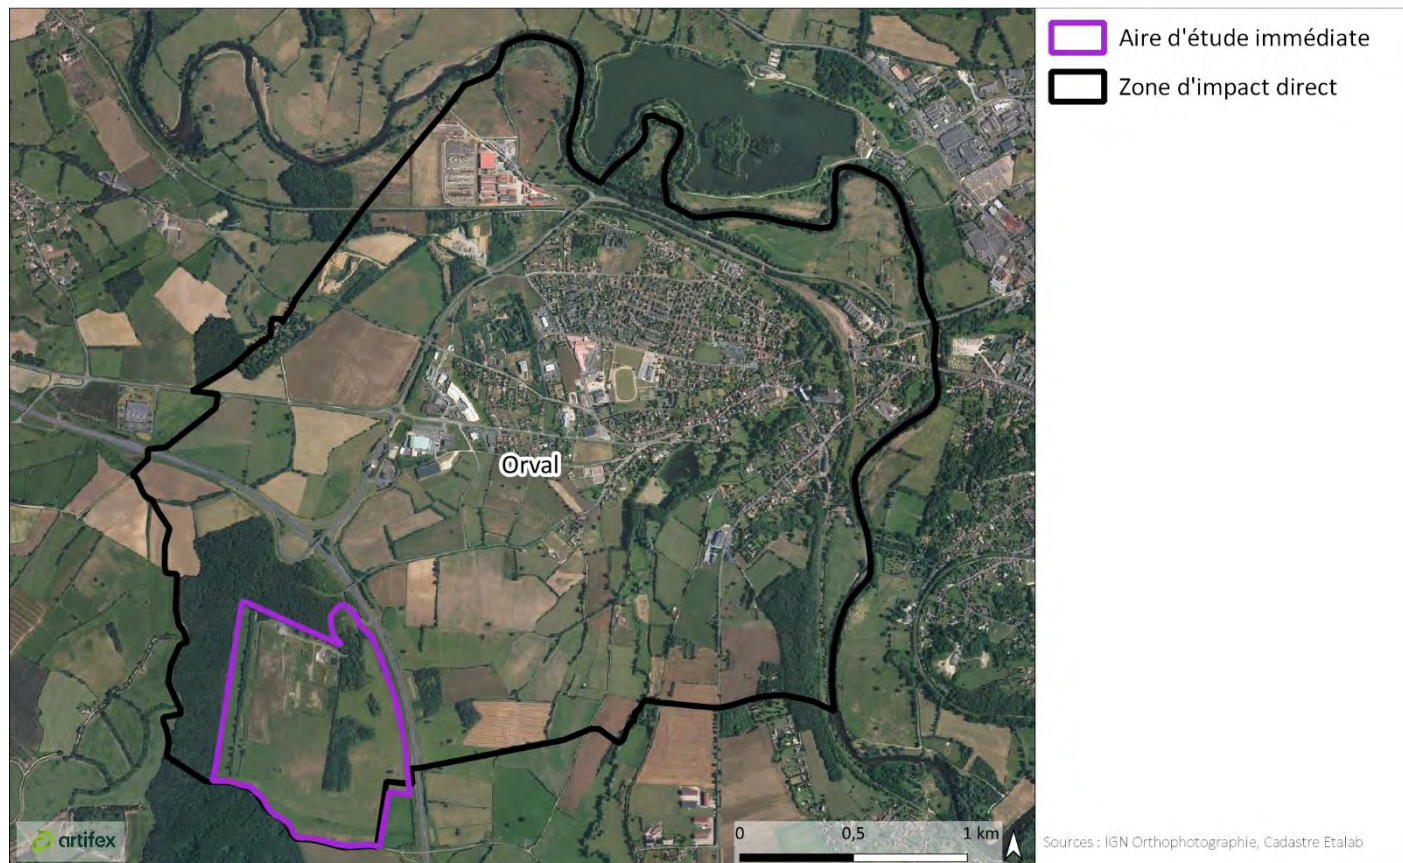 Aire d'étude immédiate
Zone d'impact direct
Orval
artifex
0 0,5 1 km
Sources : IGN Orthophotographie, Cadastre Etalab